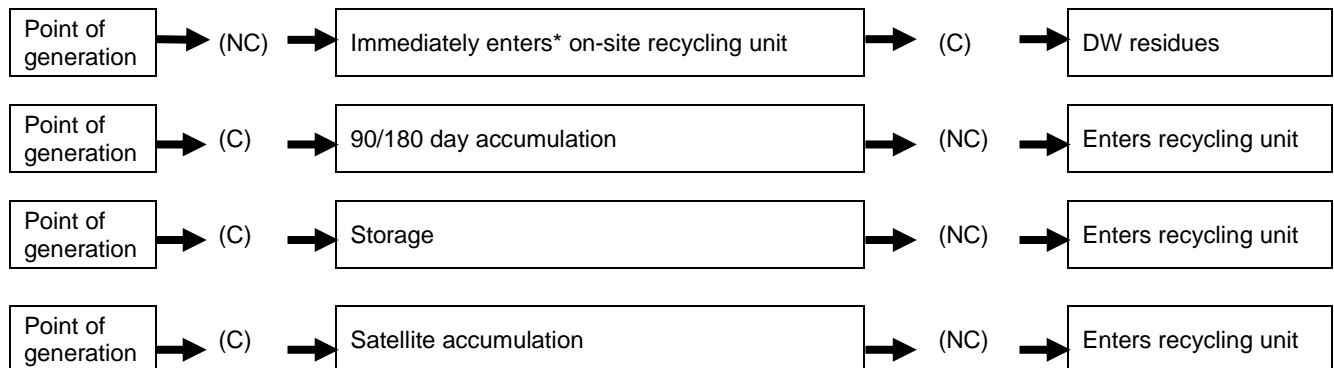 Point of
generation
(NC)
Immediately enters* on-site recycling unit
(C)
DW residues
Point of
generation
(C)
90/180 day accumulation
(NC)
Enters recycling unit
Point of
generation
(C)
Storage
(NC)
Enters recycling unit
Point of
generation
(C)
Satellite accumulation
(NC)
Enters recycling unit